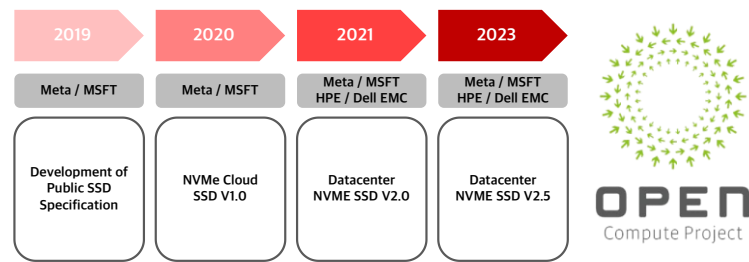 2019
2020
2021
2023
Meta / MSFT
Meta / MSFT
Meta / MSFT
HPE / Dell EMC
Meta / MSFT
HPE / Dell EMC
Development of
Public SSD
Specification
NVMe Cloud
SSD V1.0
Datacenter
NVME SSD V2.0
Datacenter
NVME SSD V2.5
OPEN
Compute Project